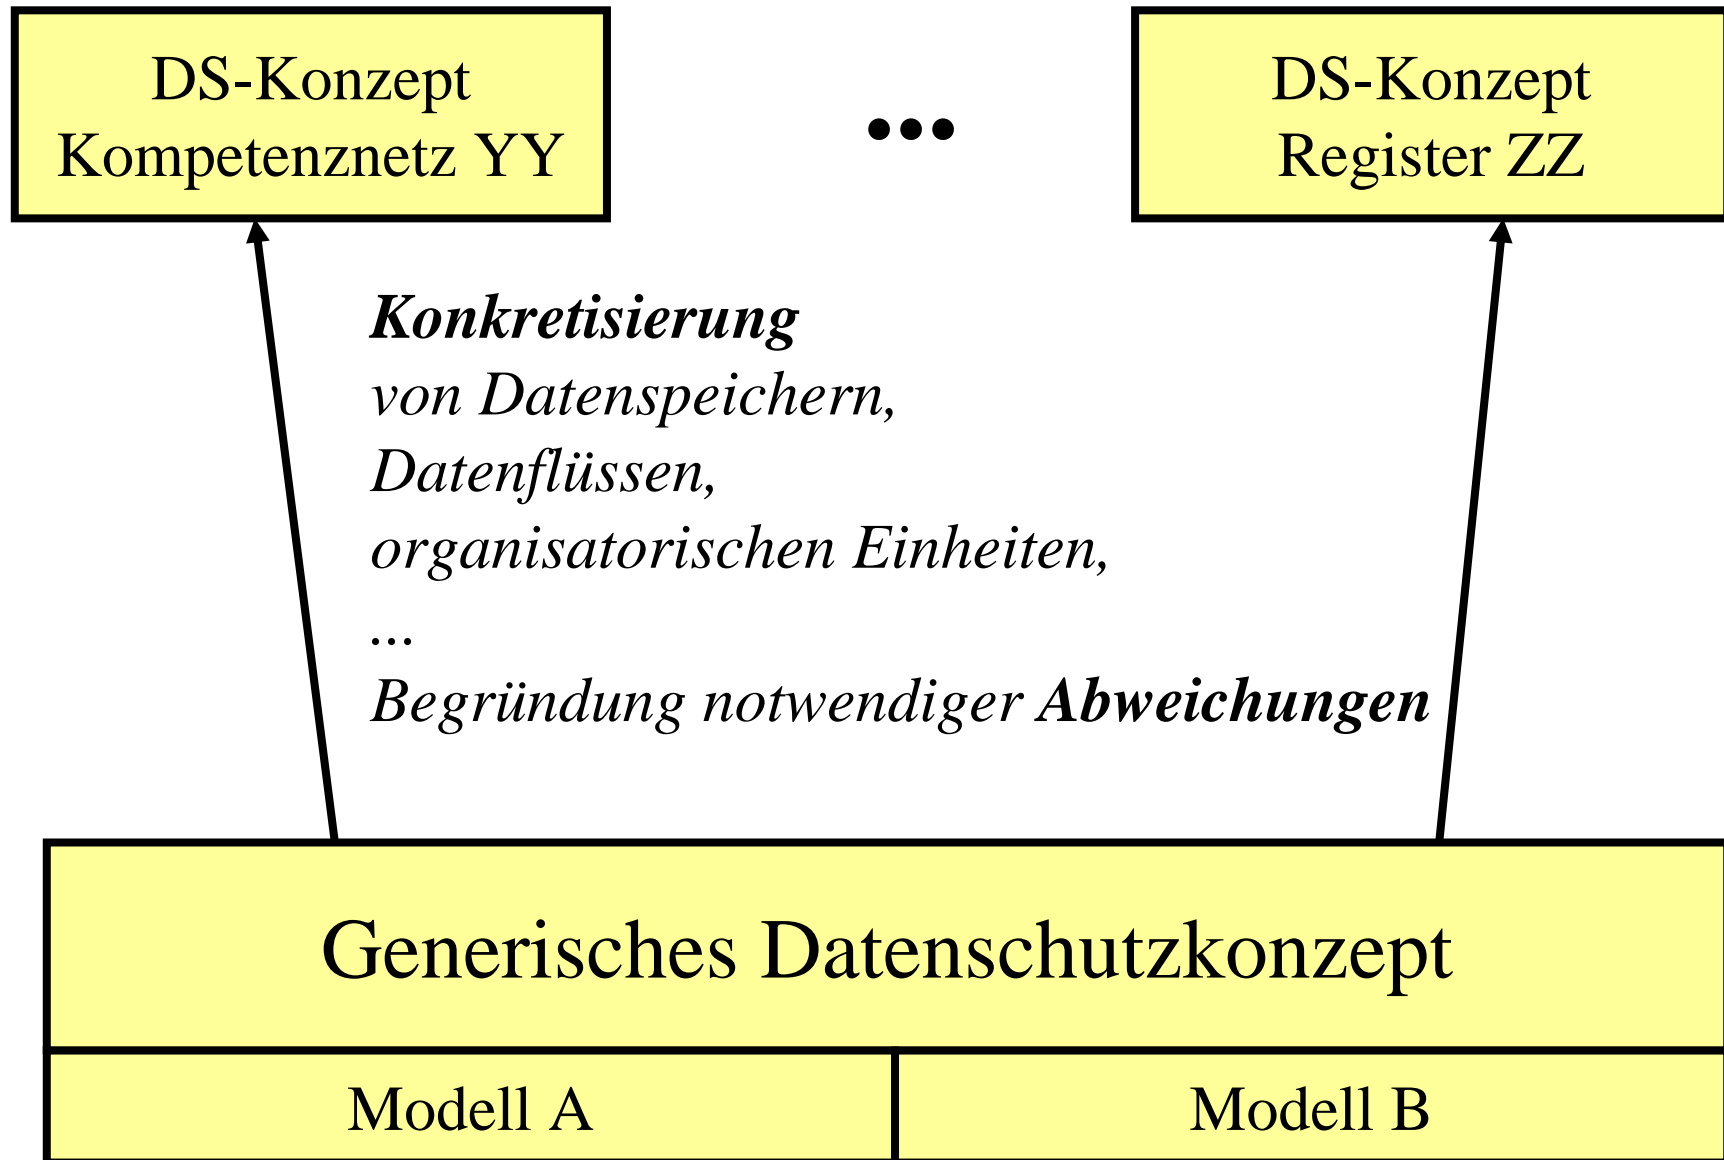 DS-Konzept
Kompetenznetz YY
...
DS-Konzept
Register ZZ
Konkretisierung
von Datenspeichern,
Datenflüssen,
organisatorischen Einheiten,
...
Begründung notwendiger Abweichungen
Generisches Datenschutzkonzept
Modell A
Modell B